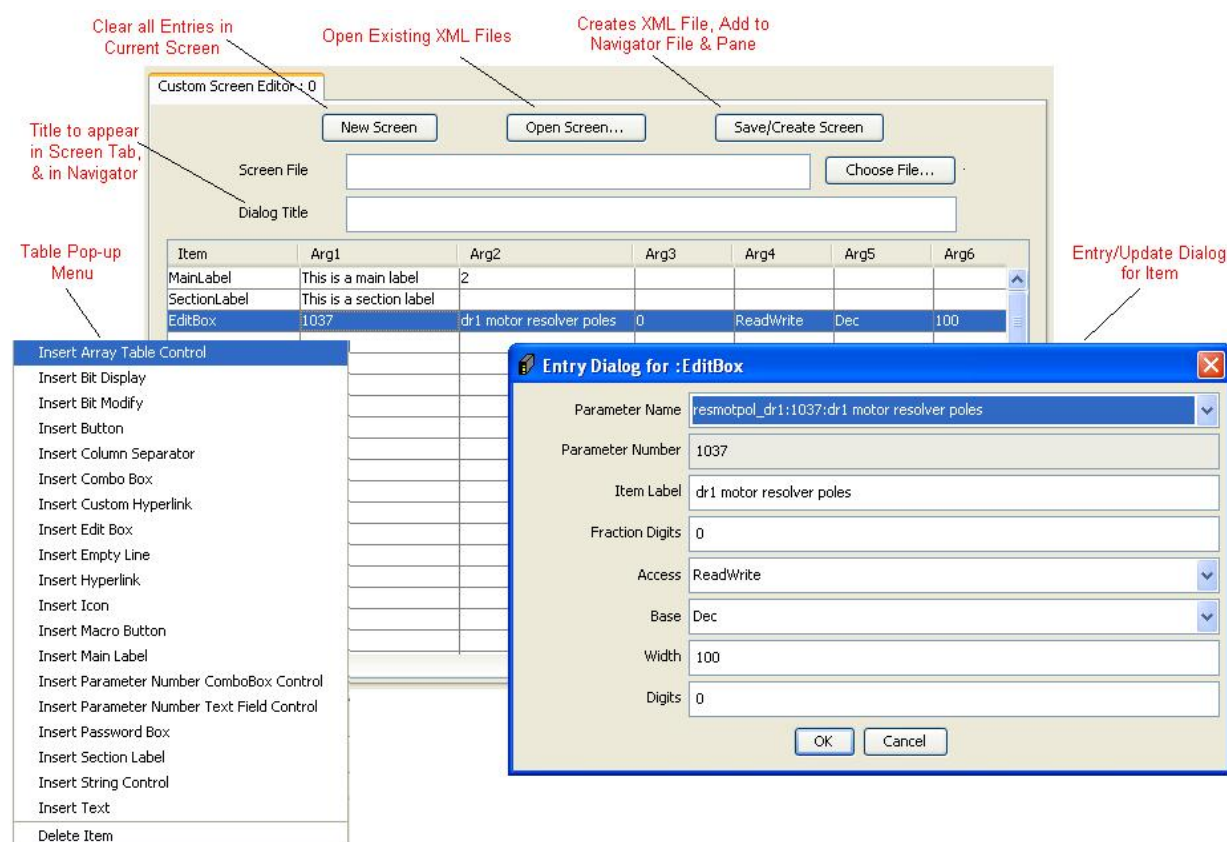 Clear all Entries in
Current Screen
Open Existing XML Files
Creates XML File, Add to
Navigator File & Pane
Custom Screen Editor : 0
New Screen
Open Screen...
Save/Create Screen
Title to appear
in Screen Tab,
& in Navigator
Screen File
Choose File...
Dialog Title
Table Pop-up
Menu
Entry/Update Dialog
for Item
Item Arg1 Arg2 Arg3 Arg4 Arg5 Arg6
MainLabel This is a main label 2
SectionLabel This is a section label
EditBox 1037 dr1 motor resolver poles 0 ReadWrite Dec 100
Insert Array Table Control
Insert Bit Display
Insert Bit Modify
Insert Button
Insert Column Separator
Insert Combo Box
Insert Custom Hyperlink
Insert Edit Box
Insert Empty Line
Insert Hyperlink
Insert Icon
Insert Macro Button
Insert Main Label
Insert Parameter Number ComboBox Control
Insert Parameter Number Text Field Control
Insert Password Box
Insert Section Label
Insert String Control
Insert Text
Delete Item
Entry Dialog for :EditBox
Parameter Name resmotpol_dr1:1037:dr1 motor resolver poles
Parameter Number 1037
Item Label dr1 motor resolver poles
Fraction Digits 0
Access ReadWrite
Base Dec
Width 100
Digits 0
OK Cancel